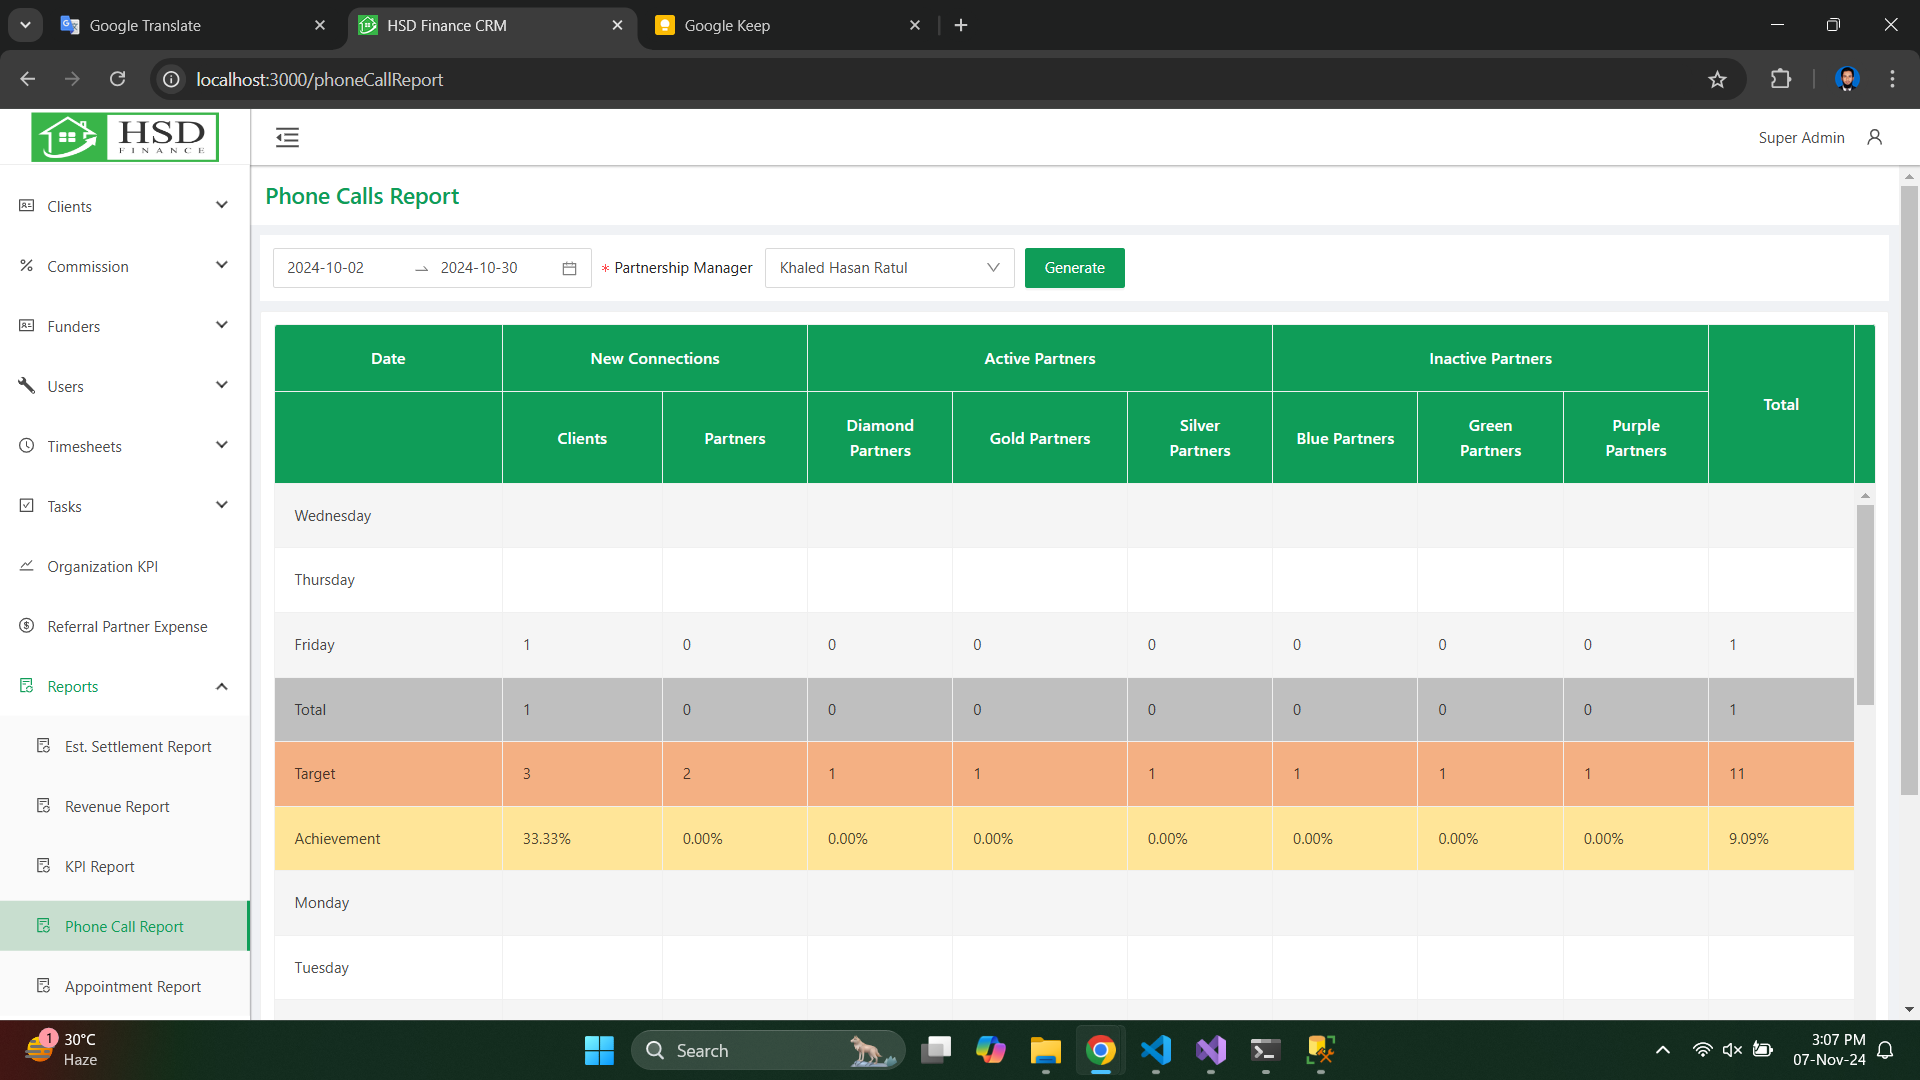 Google Translate
HSD Finance CRM
Google Keep
localhost:3000/phoneCallReport
HSD
FINANCE
Super Admin
Clients
Commission
Funders
Users
Timesheets
Tasks
Organization KPI
Referral Partner Expense
Reports
Est. Settlement Report
Revenue Report
KPI Report
Phone Call Report
Appointment Report
Phone Calls Report
2024-10-02 → 2024-10-30 * Partnership Manager Khaled Hasan Ratul Generate
Date New Connections Active Partners Inactive Partners Total
Clients Partners Diamond Partners Gold Partners Silver Partners Blue Partners Green Partners Purple Partners
Wednesday
Thursday
Friday 1 0 0 0 0 0 0 0 1
Total 1 0 0 0 0 0 0 0 1
Target 3 2 1 1 1 1 1 1 11
Achievement 33.33% 0.00% 0.00% 0.00% 0.00% 0.00% 0.00% 0.00% 9.09%
Monday
Tuesday
1
30°C
Haze
Search
3:07 PM
07-Nov-24